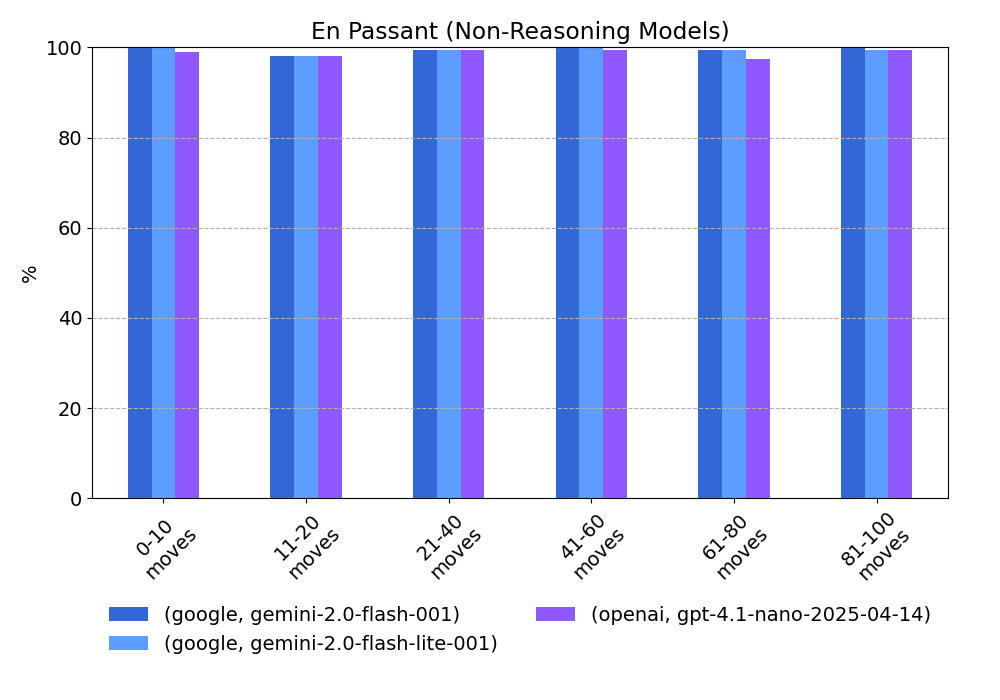 En Passant (Non-Reasoning Models)
100
80
60
40
20
0
%
0-10
moves
11-20
moves
21-40
moves
41-60
moves
61-80
moves
81-100
moves
(google, gemini-2.0-flash-001)
(google, gemini-2.0-flash-lite-001)
(openai, gpt-4.1-nano-2025-04-14)